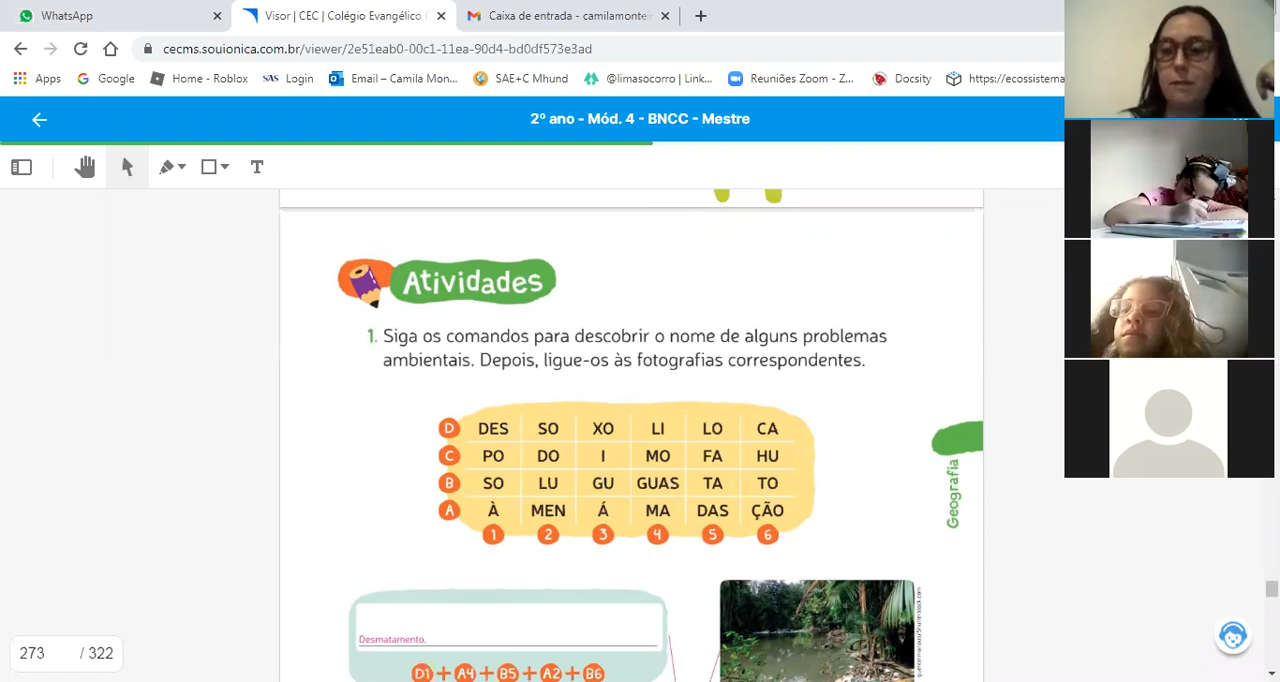 WhatsApp
Visor | CEC | Colégio Evangélico
Caixa de entrada - camilamonter
cecms.souionica.com.br/viewer/2e51eab0-00c1-11ea-90d4-bd0df573e3ad
Apps
Google
Home - Roblox
SAS Login
Email – Camila Mon...
SAE+C Mhund
@limasocorro | Link...
Reuniões Zoom - Z...
Docsity
https://ecossistema
2º ano - Mód. 4 - BNCC - Mestre
T
Atividades
1. Siga os comandos para descobrir o nome de alguns problemas
ambientais. Depois, ligue-os às fotografias correspondentes.
D DES SO XO LI LO CA
C PO DO I MO FA HU
B SO LU GU GUAS TA TO
A À MEN Á MA DAS ÇÃO
1 2 3 4 5 6
Geografia
Desmatamento.
D1 + A4 + B5 + A2 + B6
273 / 322